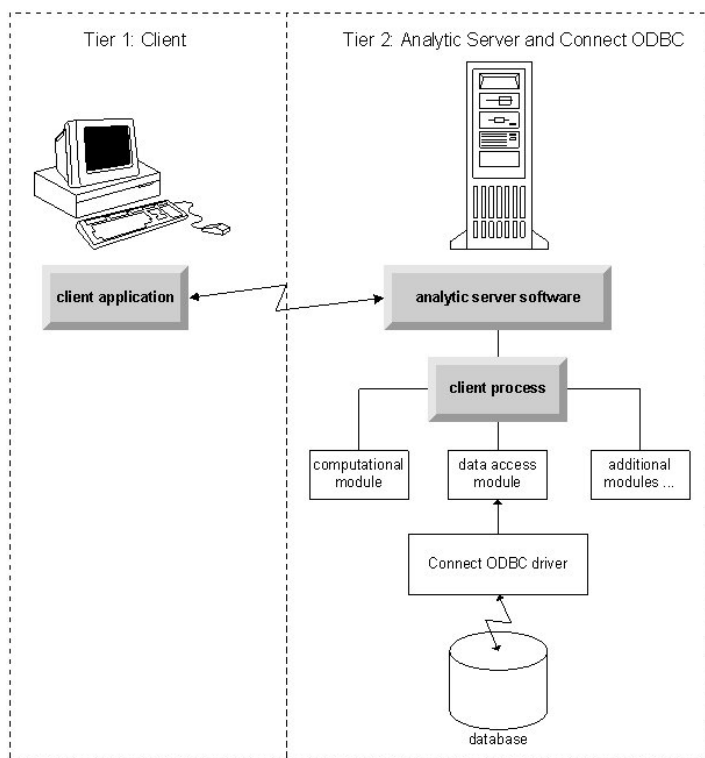 Tier 1: Client
Tier 2: Analytic Server and Connect ODBC
client application
analytic server software
client process
computational
module
data access
module
additional
modules ...
Connect ODBC driver
database